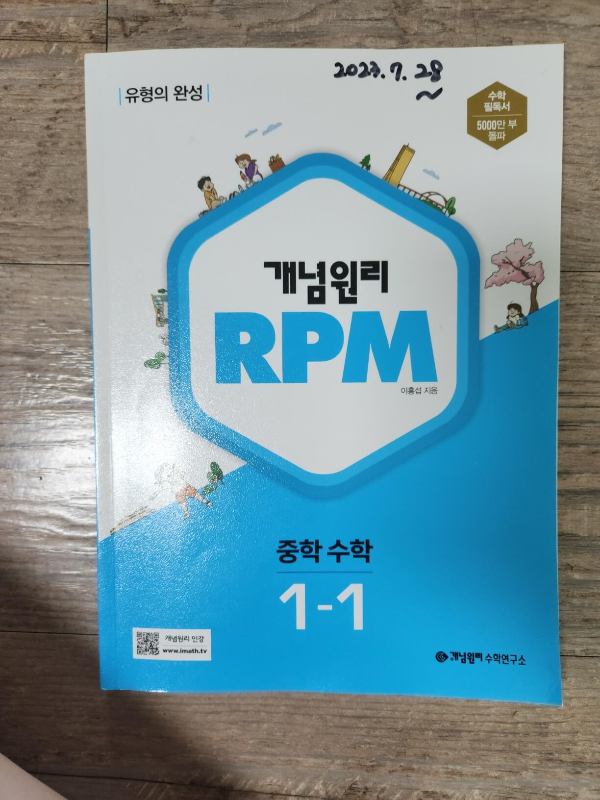 2023.7.28
~
| 유형의 완성 |
수학
필독서
5000만 부
돌파
개념원리
RPM
이홍섭 지음
중학 수학
1-1
개념원리 인강
www.imath.tv
개념원리 수학연구소